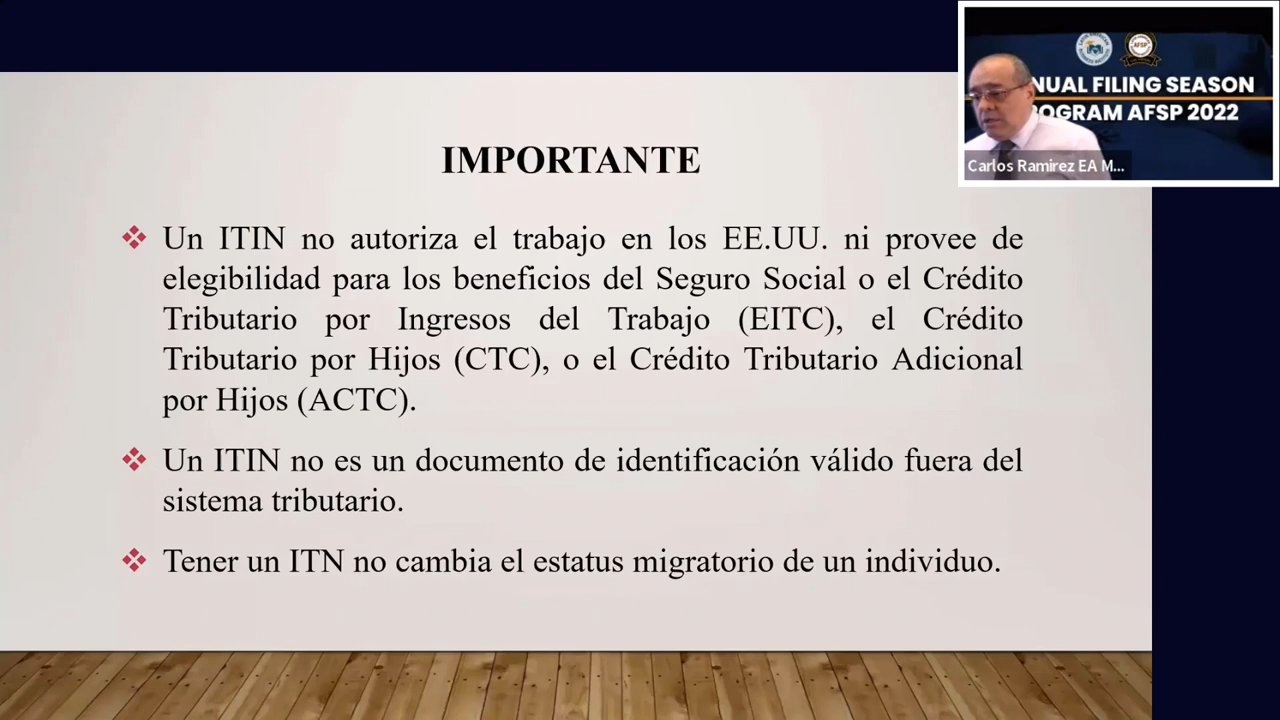 IMPORTANTE
Un ITIN no autoriza el trabajo en los EE.UU. ni provee de
elegibilidad para los beneficios del Seguro Social o el Crédito
Tributario por Ingresos del Trabajo (EITC), el Crédito
Tributario por Hijos (CTC), o el Crédito Tributario Adicional
por Hijos (ACTC).
Un ITIN no es un documento de identificación válido fuera del
sistema tributario.
Tener un ITN no cambia el estatus migratorio de un individuo.
AFSP
NUAL FILING SEASON
OGRAM AFSP 2022
Carlos Ramirez EA M...